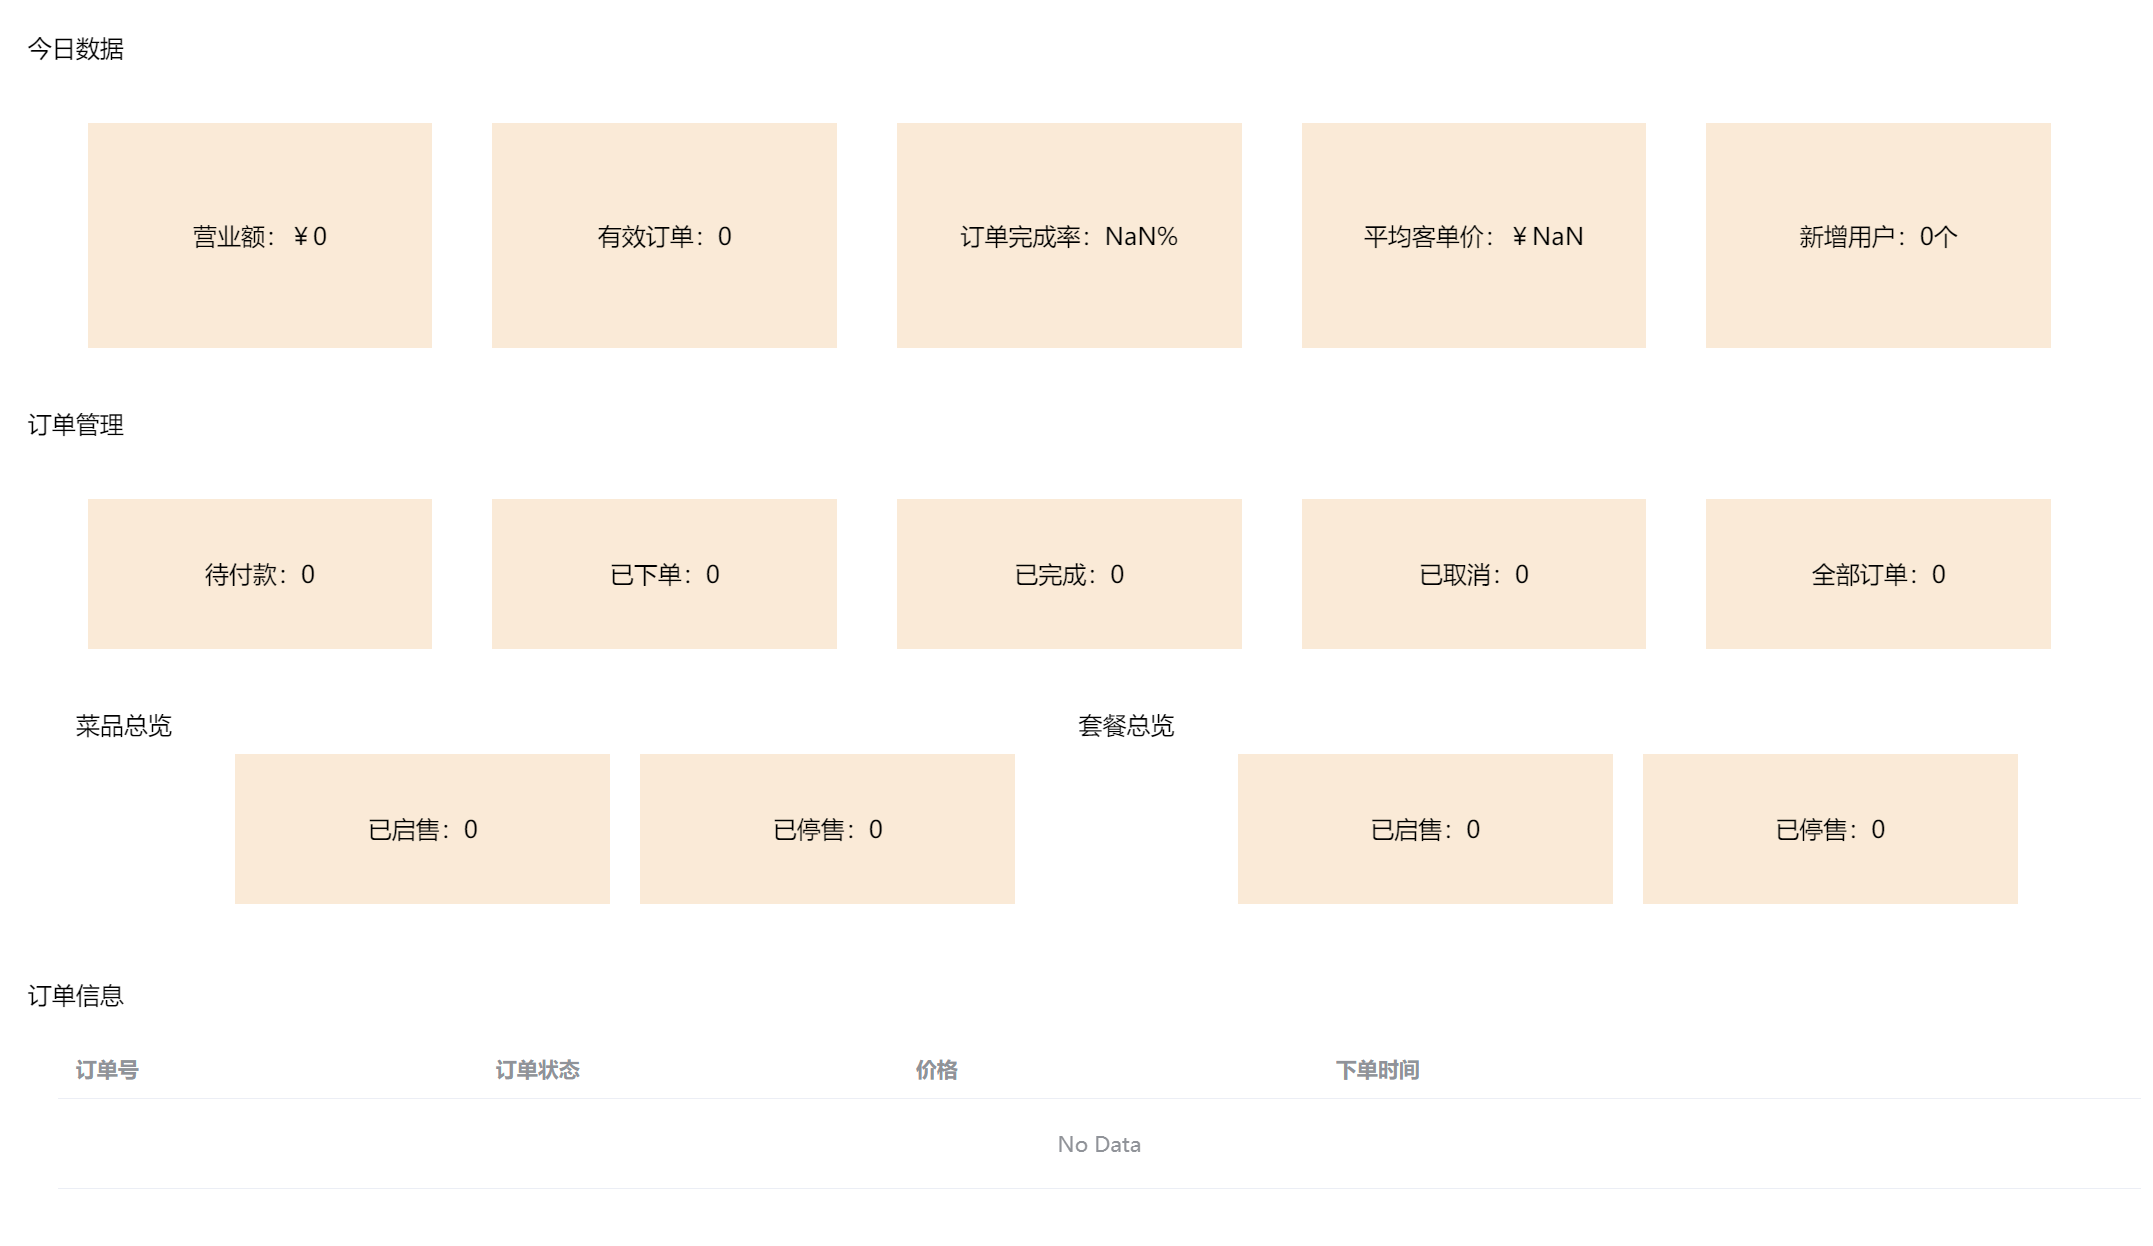 今日数据
营业额：￥0
有效订单：0
订单完成率：NaN%
平均客单价：￥NaN
新增用户：0个
订单管理
待付款：0
已下单：0
已完成：0
已取消：0
全部订单：0
菜品总览
已启售：0
已停售：0
套餐总览
已启售：0
已停售：0
订单信息
订单号 订单状态 价格 下单时间
No Data